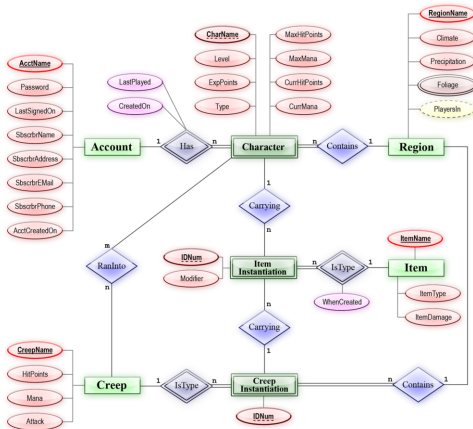 CharName
MaxHitPoints
RegionName
Level
MaxMana
Climate
AcctName
LastPlayed
ExpPoints
CurrHitPoints
Precipitation
Password
CreatedOn
Type
CurrMana
Foliage
LastSignedOn
PlayersIn
SbscrbrName
Account
1
Has
n
Character
n
Contains
1
Region
SbscrbrAddress
SbscrbrEMail
SbscrbrPhone
AcctCreatedOn
m
1
1
Carrying
n
RanInto
n
IDNum
Modifier
Item
Instantiation
n
IsType
1
Item
ItemName
WhenCreated
ItemType
ItemDamage
n
Carrying
1
CreepName
HitPoints
Mana
Attack
Creep
1
IsType
n
Creep
Instantiation
n
Contains
1
IDNum